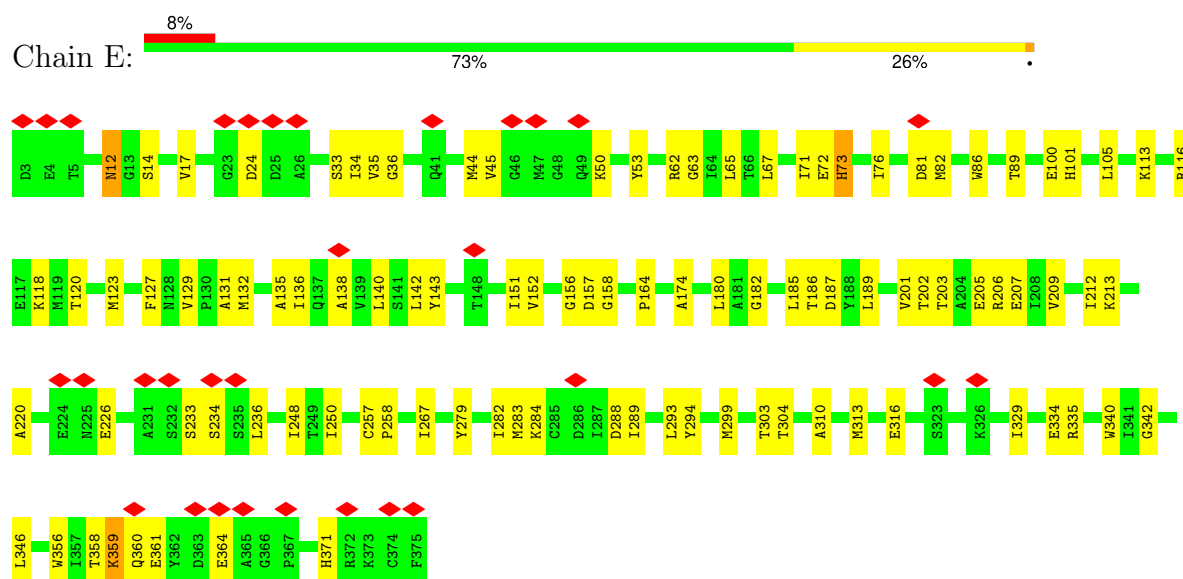 8%
Chain E:
73% 26% •
D3 E4 T5 N12 G13 S14 V17 G23 D24 D25 A26 S33 I34 V35 G36 Q41 M44 V45 G46 M47 G48 Q49 K50 Y53 R62 G63 I64 L65 T66 L67 I71 E72 H73 I76 D81 M82 W86 T89 E100 H101 L105 K113 R116
E117 K118 M119 T120 M123 F127 N128 V129 P130 A131 M132 A135 I136 Q137 A138 V139 L140 S141 L142 Y143 T148 I151 V152 G156 D157 G158 P164 A174 L180 A181 G182 L185 T186 D187 Y188 L189 V201 T202 T203 A204 E205 R206 E207 I208 V209 I212 K213
A220 E224 N225 E226 A231 S232 S233 S234 S235 L236 I248 T249 I250 C257 P258 I267 Y279 I282 M283 K284 C285 D286 I287 D288 I289 L293 Y294 M299 T303 T304 A310 M313 E316 S323 K326 I329 E334 R335 W340 I341 G342
L346 W356 I357 T358 K359 Q360 E361 Y362 D363 E364 A365 G366 P367 H371 R372 K373 C374 F375